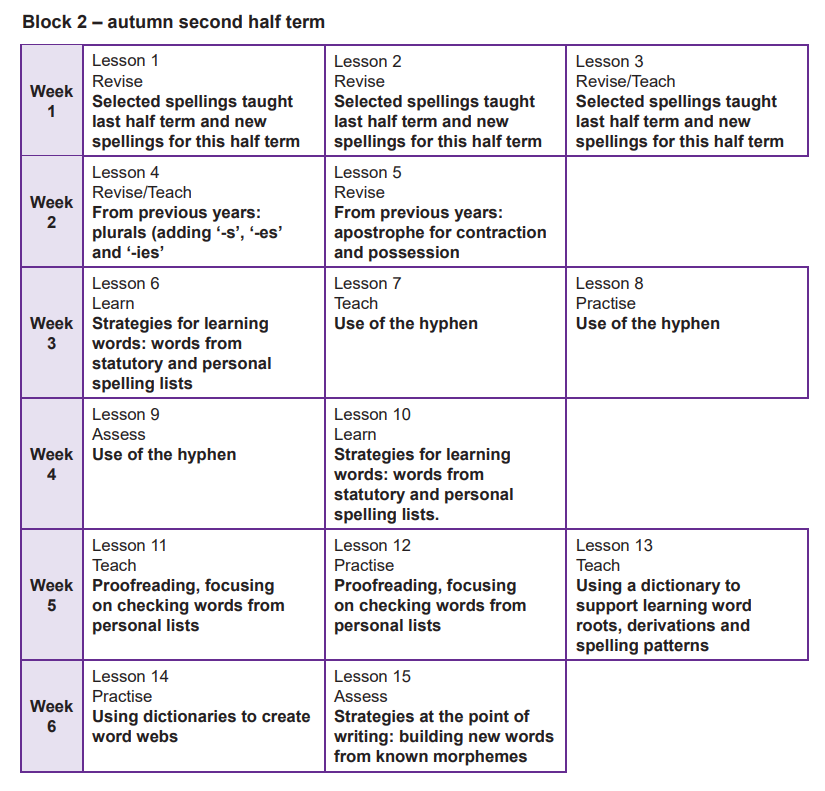 Block 2 – autumn second half term
Week
1
Lesson 1
Revise
Selected spellings taught
last half term and new
spellings for this half term
Lesson 2
Revise
Selected spellings taught
last half term and new
spellings for this half term
Lesson 3
Revise/Teach
Selected spellings taught
last half term and new
spellings for this half term
Week
2
Lesson 4
Revise/Teach
From previous years:
plurals (adding ‘-s’, ‘-es’
and ‘-ies’
Lesson 5
Revise
From previous years:
apostrophe for contraction
and possession
Week
3
Lesson 6
Learn
Strategies for learning
words: words from
statutory and personal
spelling lists
Lesson 7
Teach
Use of the hyphen
Lesson 8
Practise
Use of the hyphen
Week
4
Lesson 9
Assess
Use of the hyphen
Lesson 10
Learn
Strategies for learning
words: words from
statutory and personal
spelling lists.
Week
5
Lesson 11
Teach
Proofreading, focusing
on checking words from
personal lists
Lesson 12
Practise
Proofreading, focusing
on checking words from
personal lists
Lesson 13
Teach
Using a dictionary to
support learning word
roots, derivations and
spelling patterns
Week
6
Lesson 14
Practise
Using dictionaries to create
word webs
Lesson 15
Assess
Strategies at the point of
writing: building new words
from known morphemes